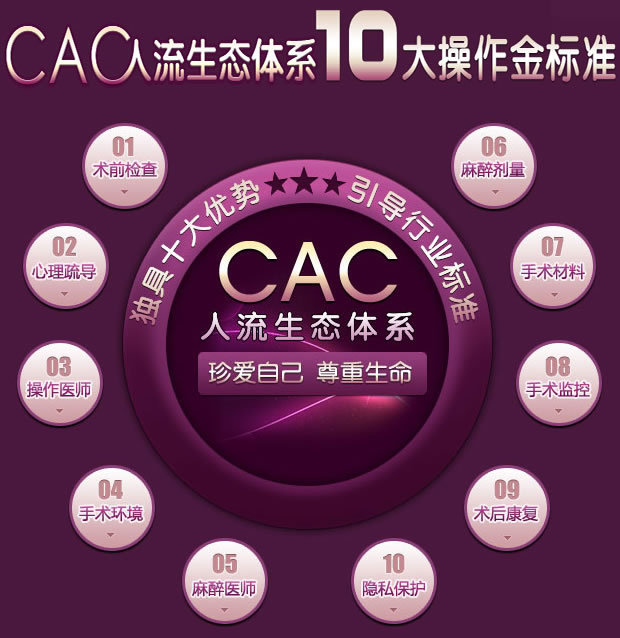 CAC人流生态体系10大操作金标准
独具十大优势★★★引导行业标准
CAC
人流生态体系
珍爱自己 尊重生命
01
术前检查
02
心理疏导
03
操作医师
04
手术环境
05
麻醉医师
06
麻醉剂量
07
手术材料
08
手术监控
09
术后康复
10
隐私保护